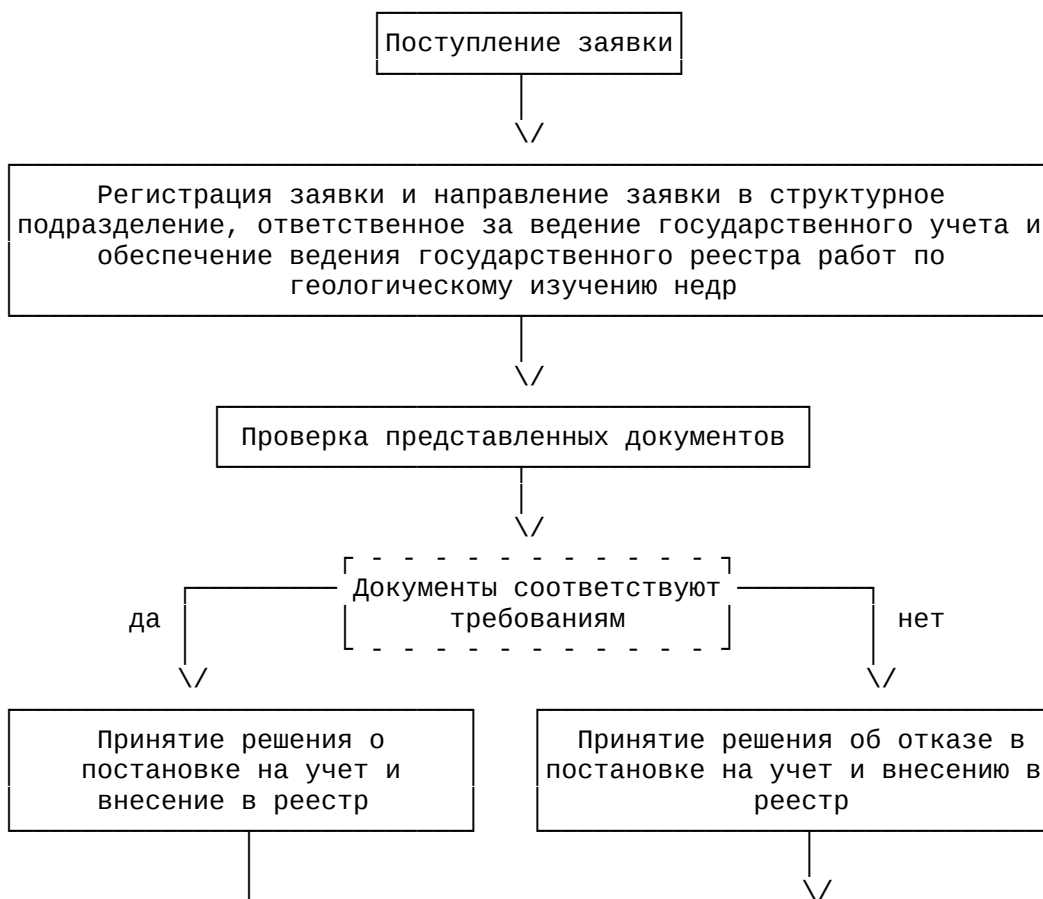 Поступление заявки
Регистрация заявки и направление заявки в структурное
подразделение, ответственное за ведение государственного учета и
обеспечение ведения государственного реестра работ по
геологическому изучению недр
Проверка представленных документов
Документы соответствуют
да
требованиям
нет
Принятие решения о
постановке на учет и
внесение в реестр
Принятие решения об отказе в
постановке на учет и внесению в
реестр